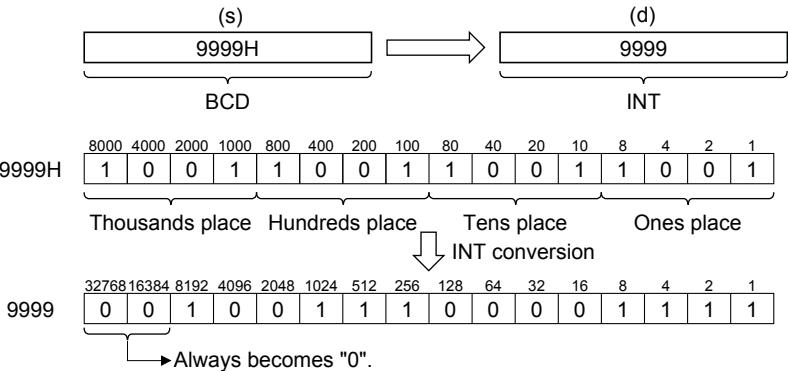 (s) (d)
9999H 9999
BCD INT
8000 4000 2000 1000 800 400 200 100 80 40 20 10 8 4 2 1
9999H 1 0 0 1 1 0 0 1 1 0 0 1 1 0 0 1
Thousands place Hundreds place Tens place Ones place
INT conversion
32768 16384 8192 4096 2048 1024 512 256 128 64 32 16 8 4 2 1
9999 0 0 1 0 0 1 1 1 0 0 0 0 1 1 1 1
Always becomes "0".